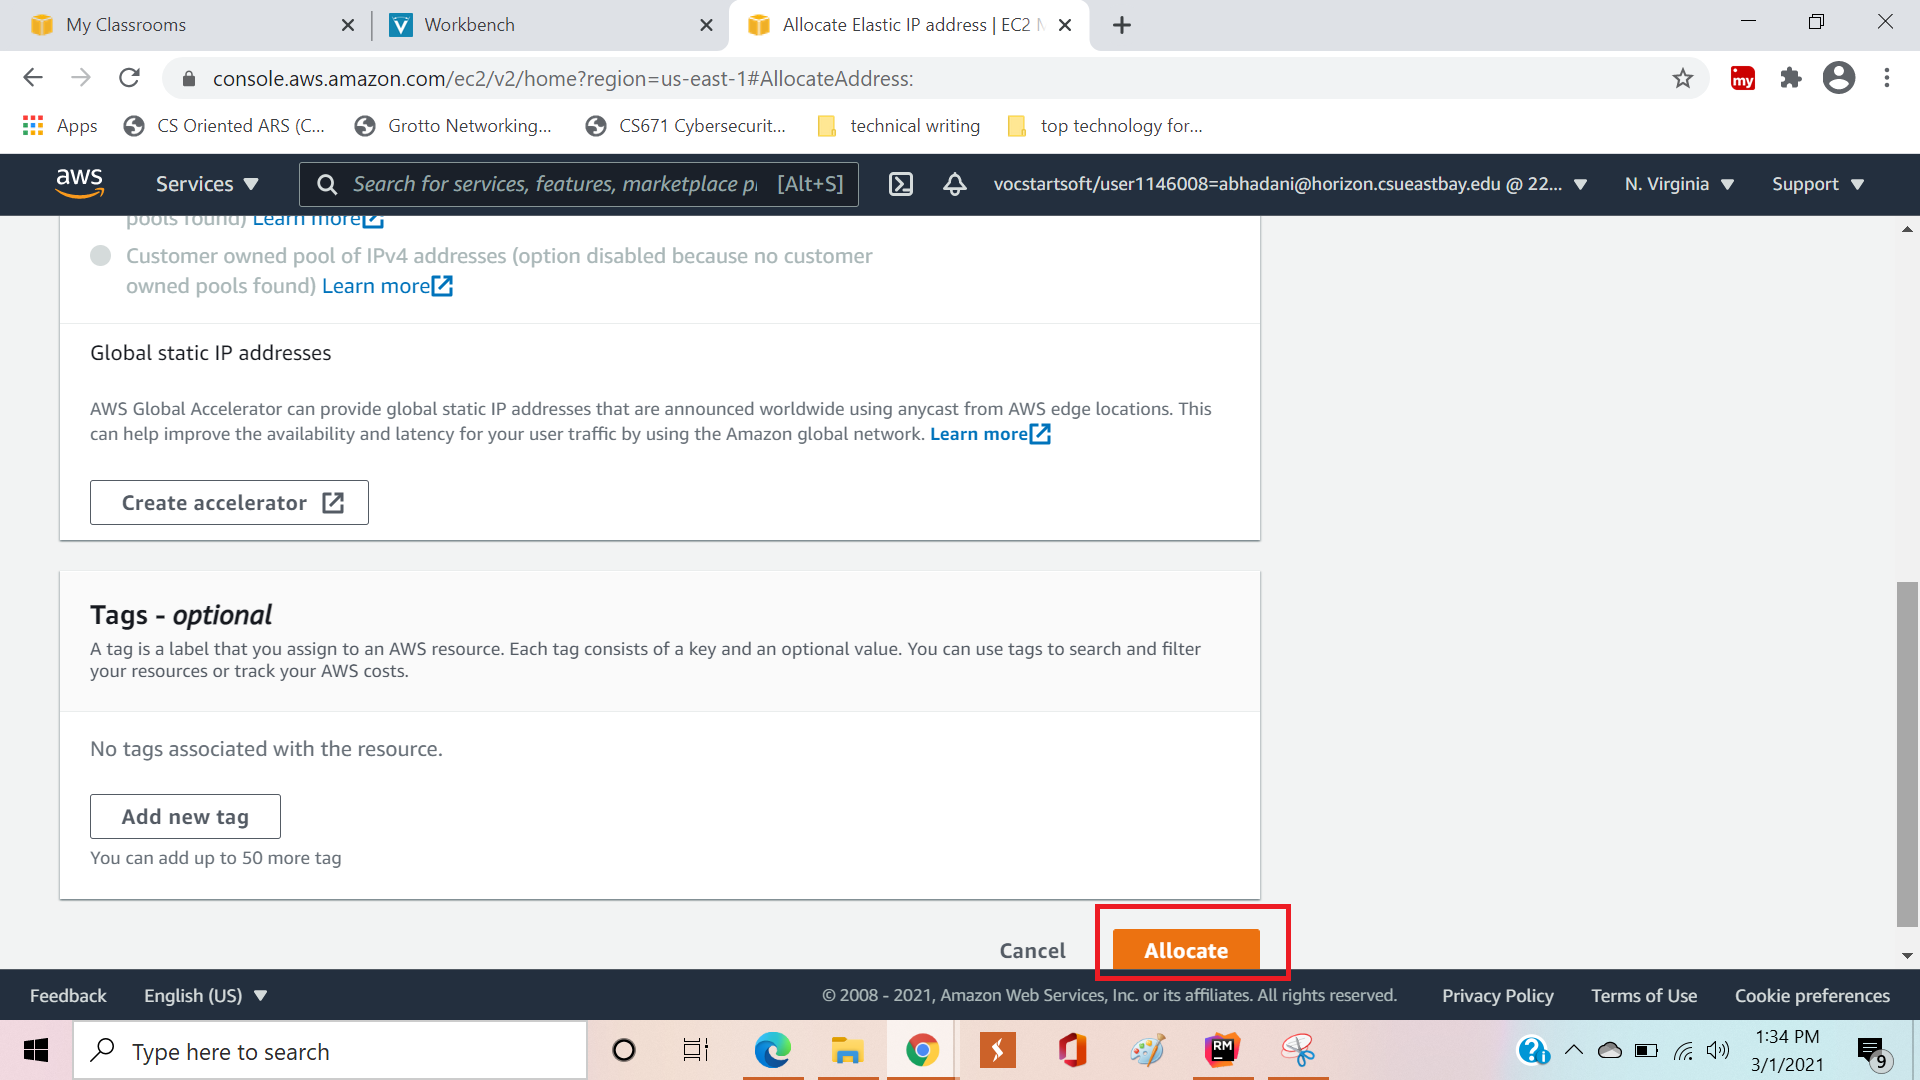 My Classrooms
Workbench
Allocate Elastic IP address | EC2 M
console.aws.amazon.com/ec2/v2/home?region=us-east-1#AllocateAddress:
my
Apps
CS Oriented ARS (C...
Grotto Networking...
CS671 Cybersecurit...
technical writing
top technology for...
aws
Services
Search for services, features, marketplace p
[Alt+S]
vocstartsoft/user1146008=abhadani@horizon.csueastbay.edu @ 22...
N. Virginia
Support
pools found) Learn more
Customer owned pool of IPv4 addresses (option disabled because no customer
owned pools found) Learn more
Global static IP addresses
AWS Global Accelerator can provide global static IP addresses that are announced worldwide using anycast from AWS edge locations. This
can help improve the availability and latency for your user traffic by using the Amazon global network. Learn more
Create accelerator
Tags - optional
A tag is a label that you assign to an AWS resource. Each tag consists of a key and an optional value. You can use tags to search and filter
your resources or track your AWS costs.
No tags associated with the resource.
Add new tag
You can add up to 50 more tag
Cancel
Allocate
Feedback
English (US)
© 2008 - 2021, Amazon Web Services, Inc. or its affiliates. All rights reserved.
Privacy Policy
Terms of Use
Cookie preferences
Type here to search
RM
1:34 PM
3/1/2021
9